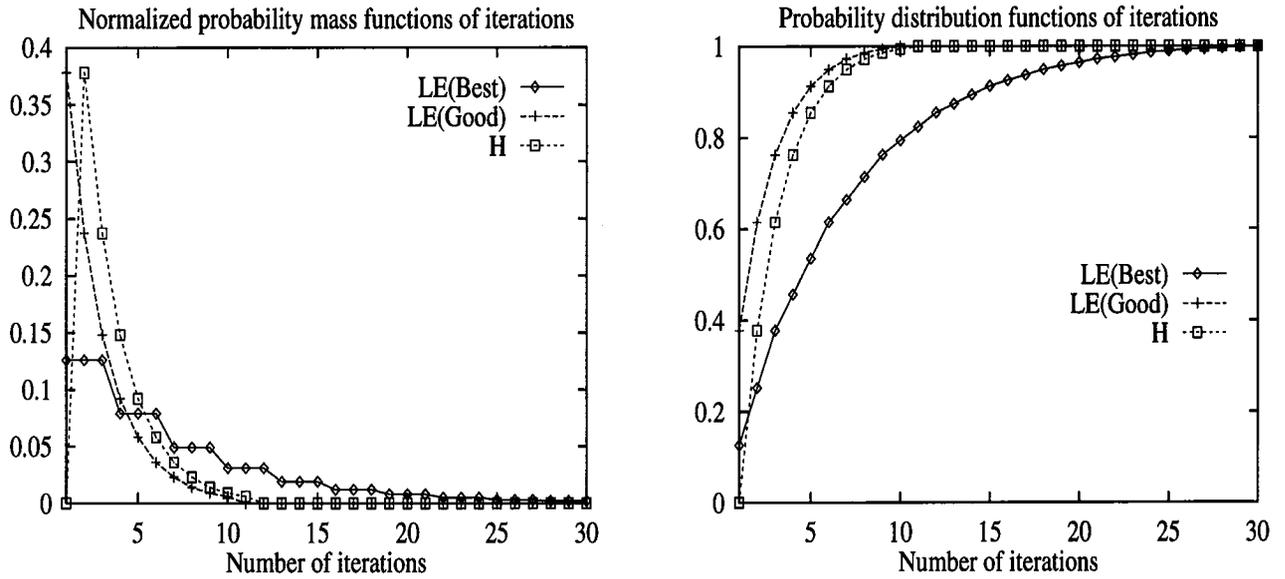 Normalized probability mass functions of iterations
0.4
0.35
0.3
0.25
0.2
0.15
0.1
0.05
0
LE(Best)
LE(Good)
H
5 10 15 20 25 30
Number of iterations
Probability distribution functions of iterations
1
0.8
0.6
0.4
0.2
0
LE(Best)
LE(Good)
H
5 10 15 20 25 30
Number of iterations